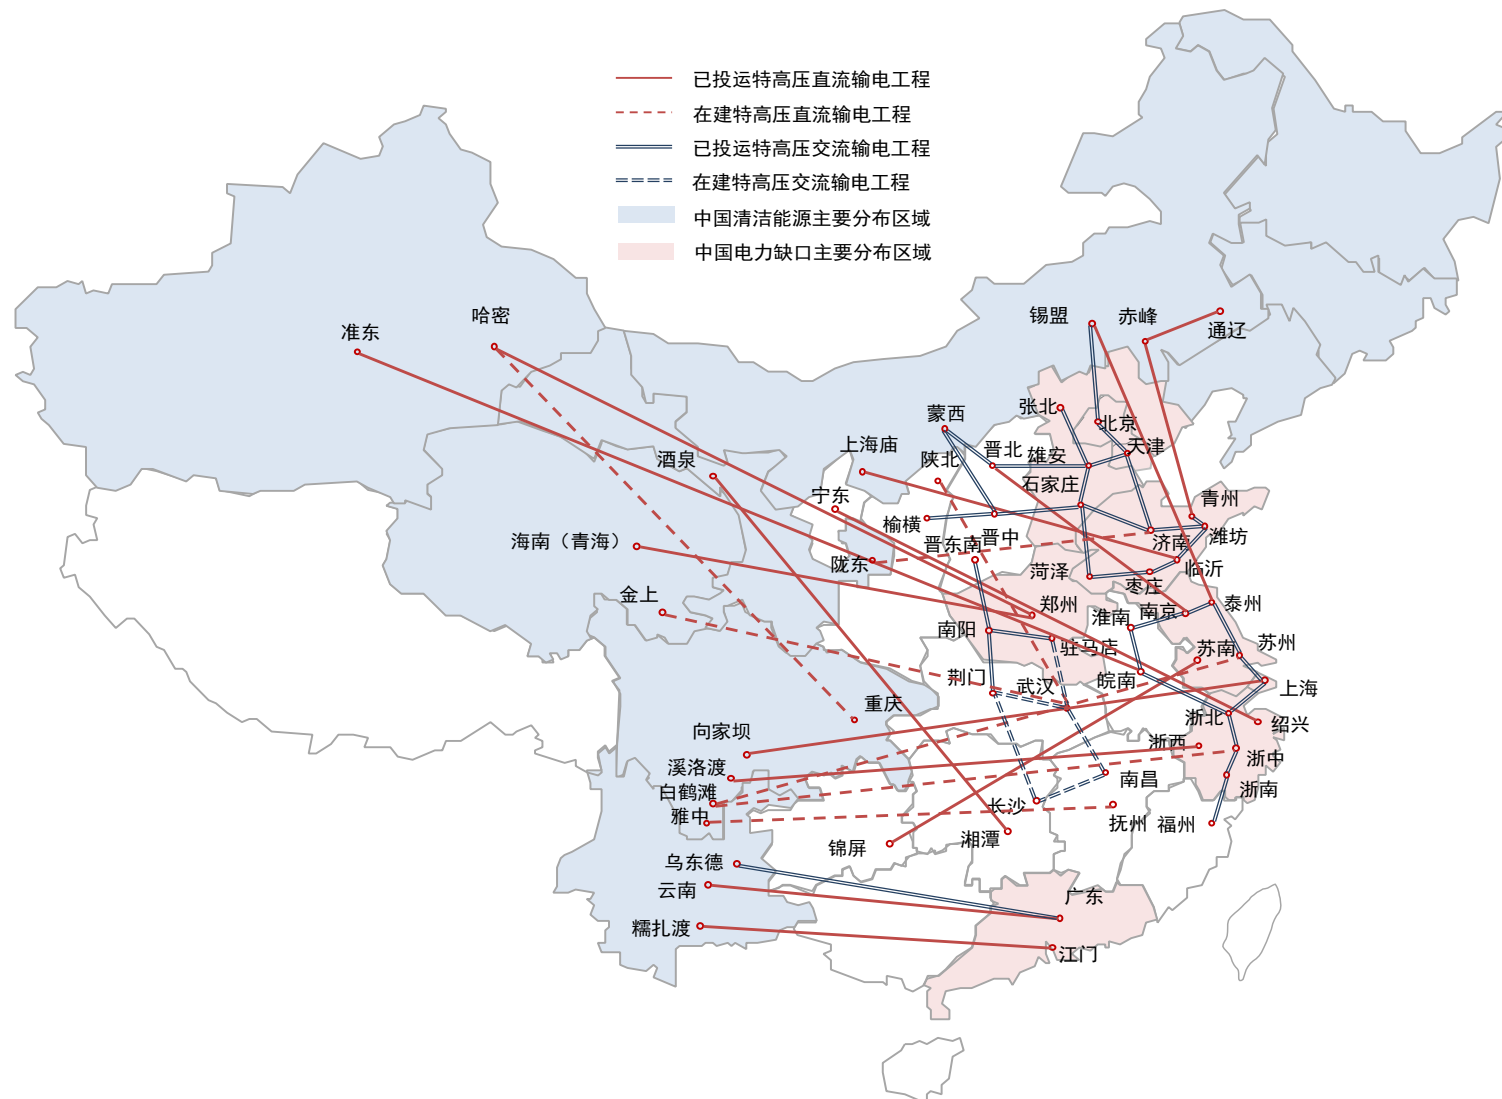 已投运特高压直流输电工程
在建特高压直流输电工程
已投运特高压交流输电工程
在建特高压交流输电工程
中国清洁能源主要分布区域
中国电力缺口主要分布区域
准东
哈密
锡盟
赤峰
通辽
张北
蒙西
北京
上海庙
晋北
雄安
天津
酒泉
陕北
石家庄
宁东
青州
榆横
海南（青海）
晋东南
晋中
济南
潍坊
陇东
菏泽
枣庄
临沂
金上
郑州
淮南
南京
泰州
南阳
驻马店
苏南
苏州
荆门
武汉
皖南
上海
重庆
浙北
绍兴
向家坝
浙西
浙中
溪洛渡
南昌
浙南
白鹤滩
长沙
雅中
抚州
福州
湘潭
锦屏
乌东德
云南
广东
糯扎渡
江门